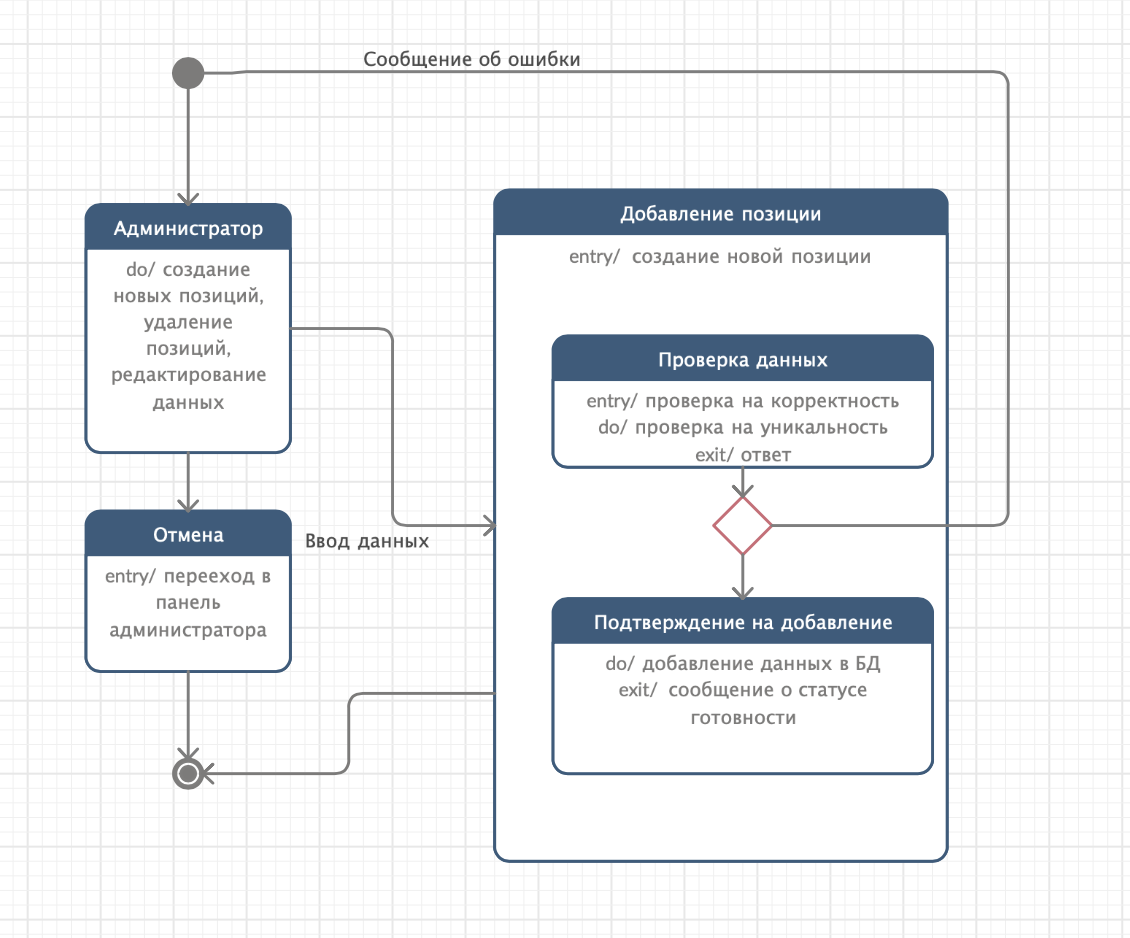 Сообщение об ошибки
Администратор
do/ создание
новых позиций,
удаление
позиций,
редактирование
данных
Отмена
entry/ перееход в
панель
администратора
Ввод данных
Добавление позиции
entry/ создание новой позиции
Проверка данных
entry/ проверка на корректность
do/ проверка на уникальность
exit/ ответ
Подтверждение на добавление
do/ добавление данных в БД
exit/ сообщение о статусе
готовности